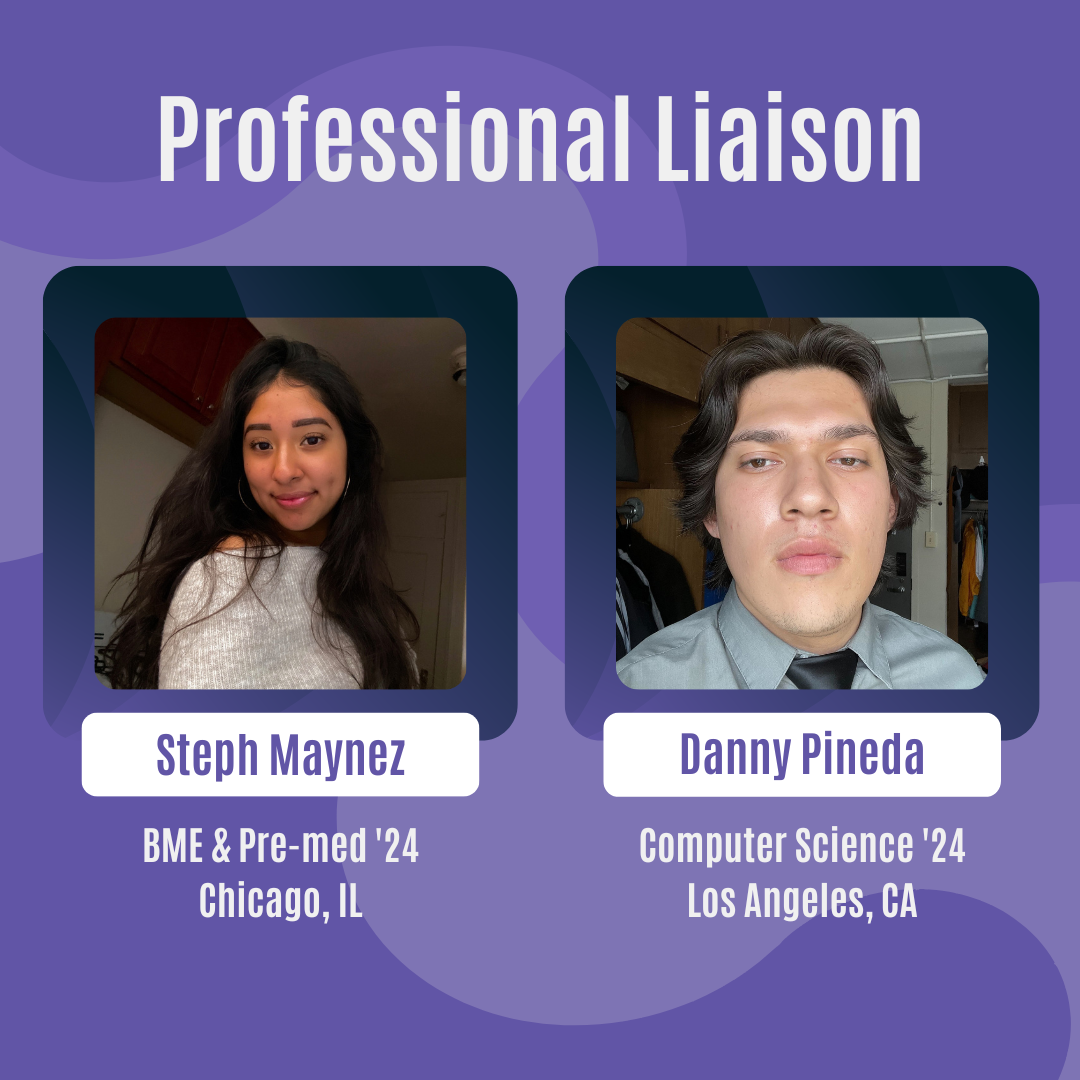 Professional Liaison
Steph Maynez
BME & Pre-med '24
Chicago, IL
Danny Pineda
Computer Science '24
Los Angeles, CA